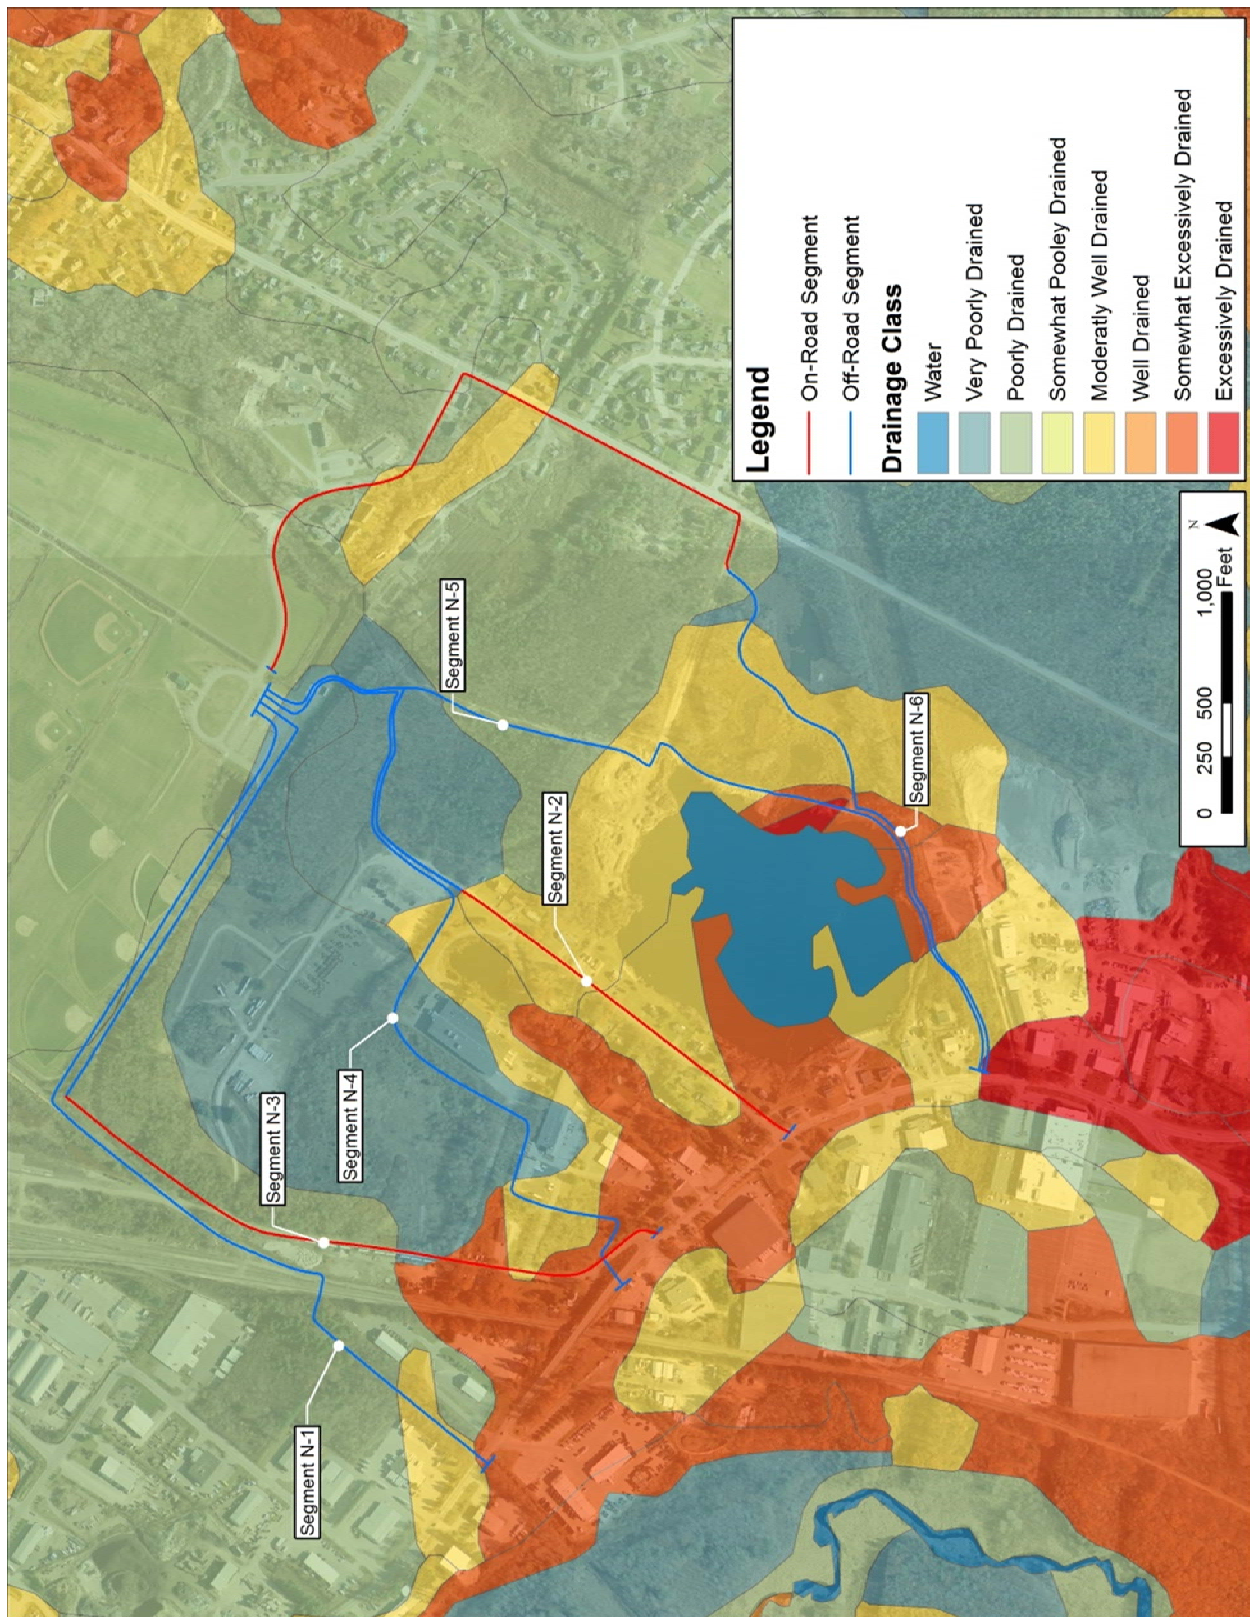 Segment N-1
Segment N-3
Segment N-4
Segment N-2
Segment N-5
Segment N-6
Legend
On-Road Segment
Off-Road Segment
Drainage Class
Water
Very Poorly Drained
Poorly Drained
Somewhat Pooley Drained
Moderatly Well Drained
Well Drained
Somewhat Excessively Drained
Excessively Drained
N
0 250 500 1,000
Feet